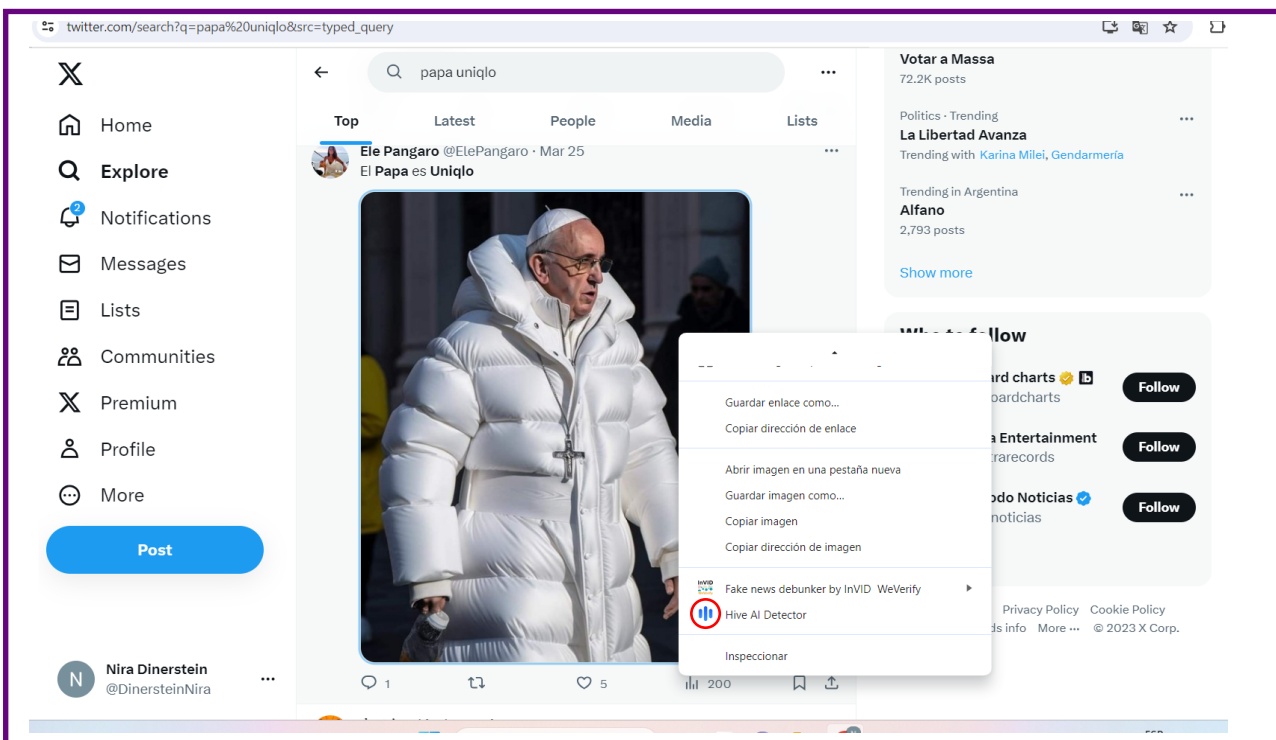 twitter.com/search?q=papa%20uniqlo&src=typed_query
papa uniqlo
Top
Latest
People
Media
Lists
Home
Explore
2
Notifications
Messages
Lists
Communities
Premium
Profile
More
Post
N
Nira Dinerstein
@DinersteinNira
Ele Pangaro @ElePangaro · Mar 25
El Papa es Uniqlo
1
5
200
Guardar enlace como...
Copiar dirección de enlace
Abrir imagen en una pestaña nueva
Guardar imagen como...
Copiar imagen
Copiar dirección de imagen
InVID
Fake news debunker by InVID WeVerify
Hive AI Detector
Inspeccionar
Votar a Massa
72.2K posts
Politics · Trending
La Libertad Avanza
Trending with Karina Milei, Gendarmería
Trending in Argentina
Alfano
2,793 posts
Show more
Who to follow
ard charts
oardcharts
Follow
a Entertainment
trarecords
Follow
odo Noticias
noticias
Follow
Privacy Policy Cookie Policy
ds info More ··· © 2023 X Corp.